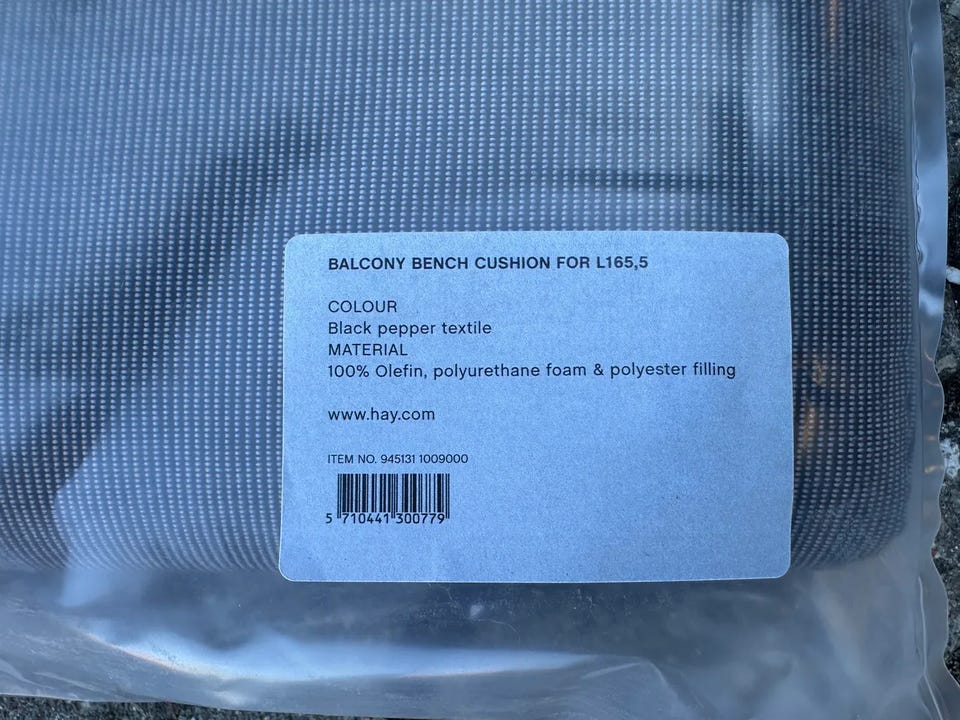 BALCONY BENCH CUSHION FOR L165,5
COLOUR
Black pepper textile
MATERIAL
100% Olefin, polyurethane foam & polyester filling
www.hay.com
ITEM NO. 945131 1009000
5 710441 300779